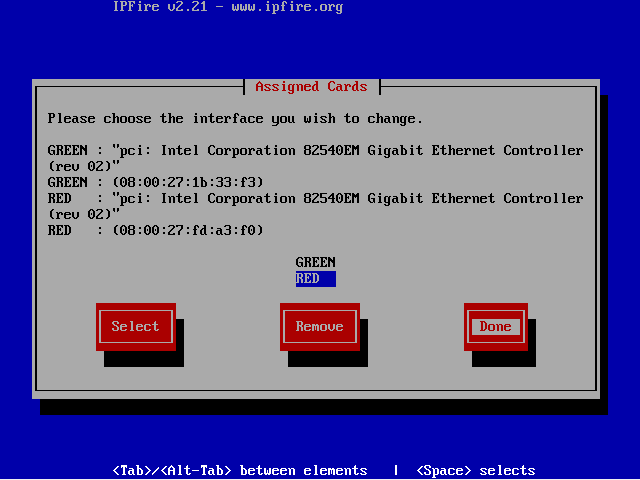 IPFire v2.21 - www.ipfire.org
Assigned Cards
Please choose the interface you wish to change.
GREEN : "pci: Intel Corporation 82540EM Gigabit Ethernet Controller
(rev 02)"
GREEN : (08:00:27:1b:33:f3)
RED   : "pci: Intel Corporation 82540EM Gigabit Ethernet Controller
(rev 02)"
RED   : (08:00:27:fd:a3:f0)
GREEN
RED
Select Remove Done
<Tab>/<Alt-Tab> between elements   |  <Space> selects